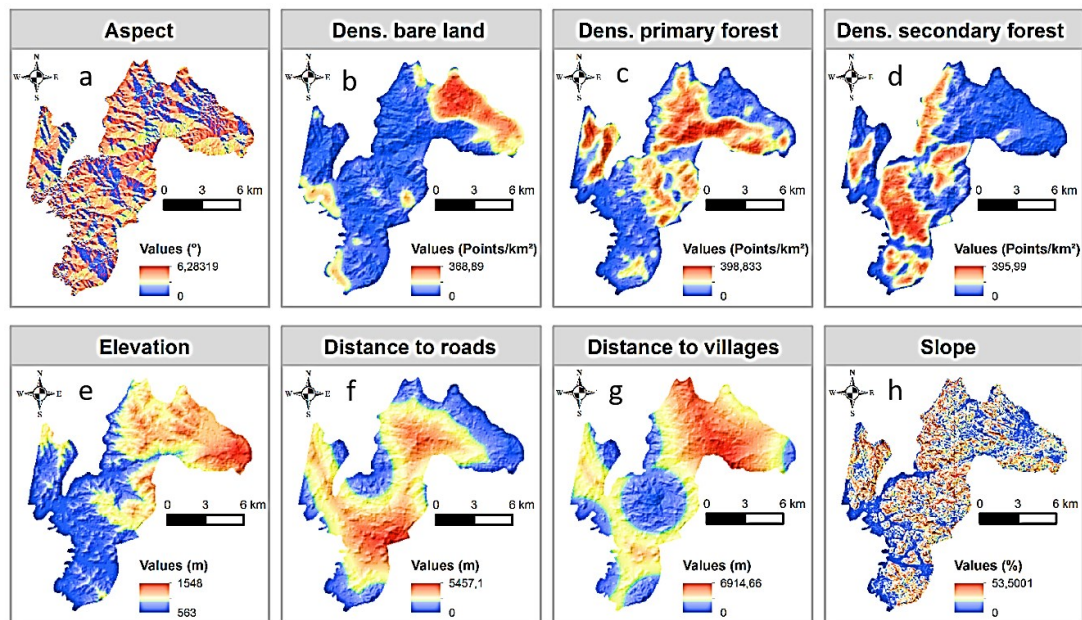 Aspect
a
N
W E
S
0 3 6 km
Values (º)
6,28319
0
Dens. bare land
b
N
W E
S
0 3 6 km
Values (Points/km²)
368,89
0
Dens. primary forest
c
N
W E
S
0 3 6 km
Values (Points/km²)
398,833
0
Dens. secondary forest
d
N
W E
S
0 3 6 km
Values (Points/km²)
395,99
0
Elevation
e
N
W E
S
0 3 6 km
Values (m)
1548
563
Distance to roads
f
N
W E
S
0 3 6 km
Values (m)
5457,1
0
Distance to villages
g
N
W E
S
0 3 6 km
Values (m)
6914,66
0
Slope
h
N
W E
S
0 3 6 km
Values (%)
53,5001
0